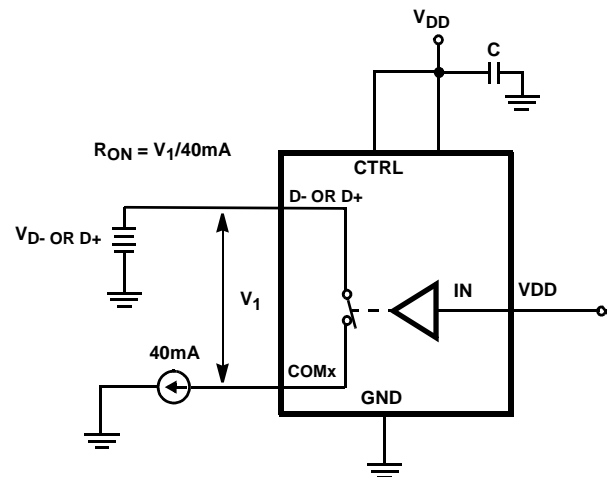 VDD
C
RON = V1/40mA
CTRL
D- OR D+
VD- OR D+
V1
IN
VDD
40mA
COMx
GND